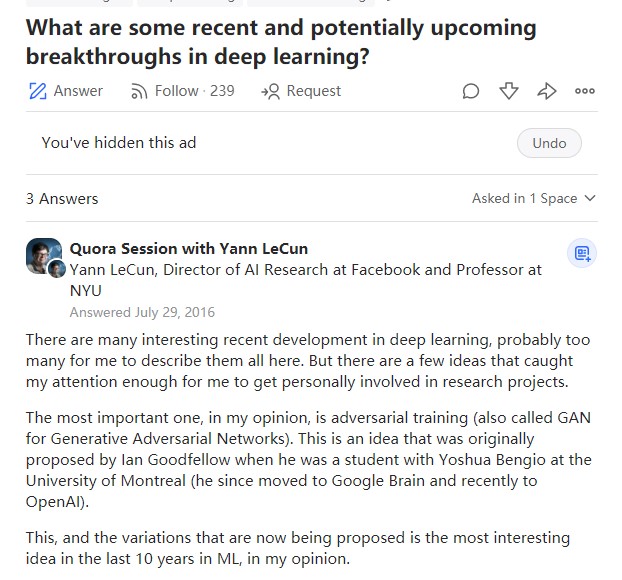 What are some recent and potentially upcoming
breakthroughs in deep learning?
Answer Follow · 239 Request
You've hidden this ad Undo
3 Answers Asked in 1 Space
Quora Session with Yann LeCun
Yann LeCun, Director of AI Research at Facebook and Professor at
NYU
Answered July 29, 2016
There are many interesting recent development in deep learning, probably too
many for me to describe them all here. But there are a few ideas that caught
my attention enough for me to get personally involved in research projects.
The most important one, in my opinion, is adversarial training (also called GAN
for Generative Adversarial Networks). This is an idea that was originally
proposed by Ian Goodfellow when he was a student with Yoshua Bengio at the
University of Montreal (he since moved to Google Brain and recently to
OpenAI).
This, and the variations that are now being proposed is the most interesting
idea in the last 10 years in ML, in my opinion.